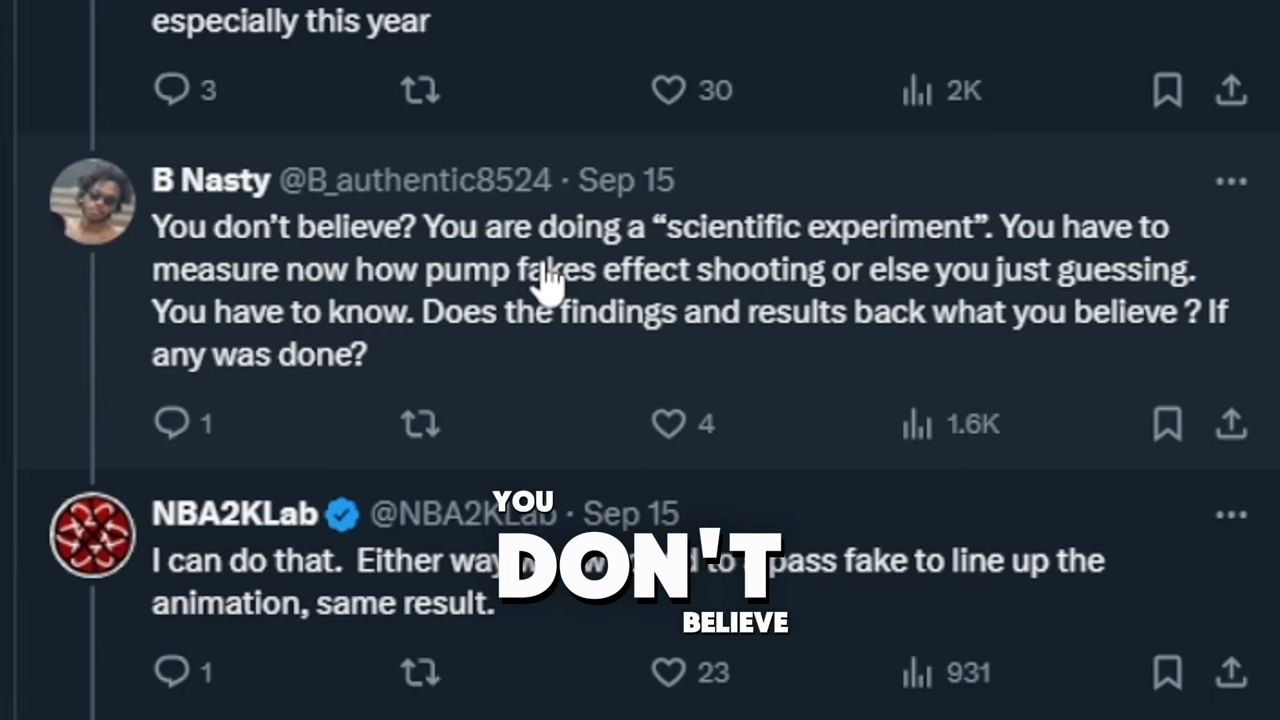 especially this year
3 30 2K
B Nasty @B_authentic8524 · Sep 15
You don’t believe? You are doing a “scientific experiment”. You have to
measure now how pump fakes effect shooting or else you just guessing.
You have to know. Does the findings and results back what you believe ? If
any was done?
1 4 1.6K
NBA2KLab @NBA2KLab · Sep 15
I can do that. Either way to pass fake to line up the
animation, same result.
YOU
DON'T
BELIEVE
1 23 931